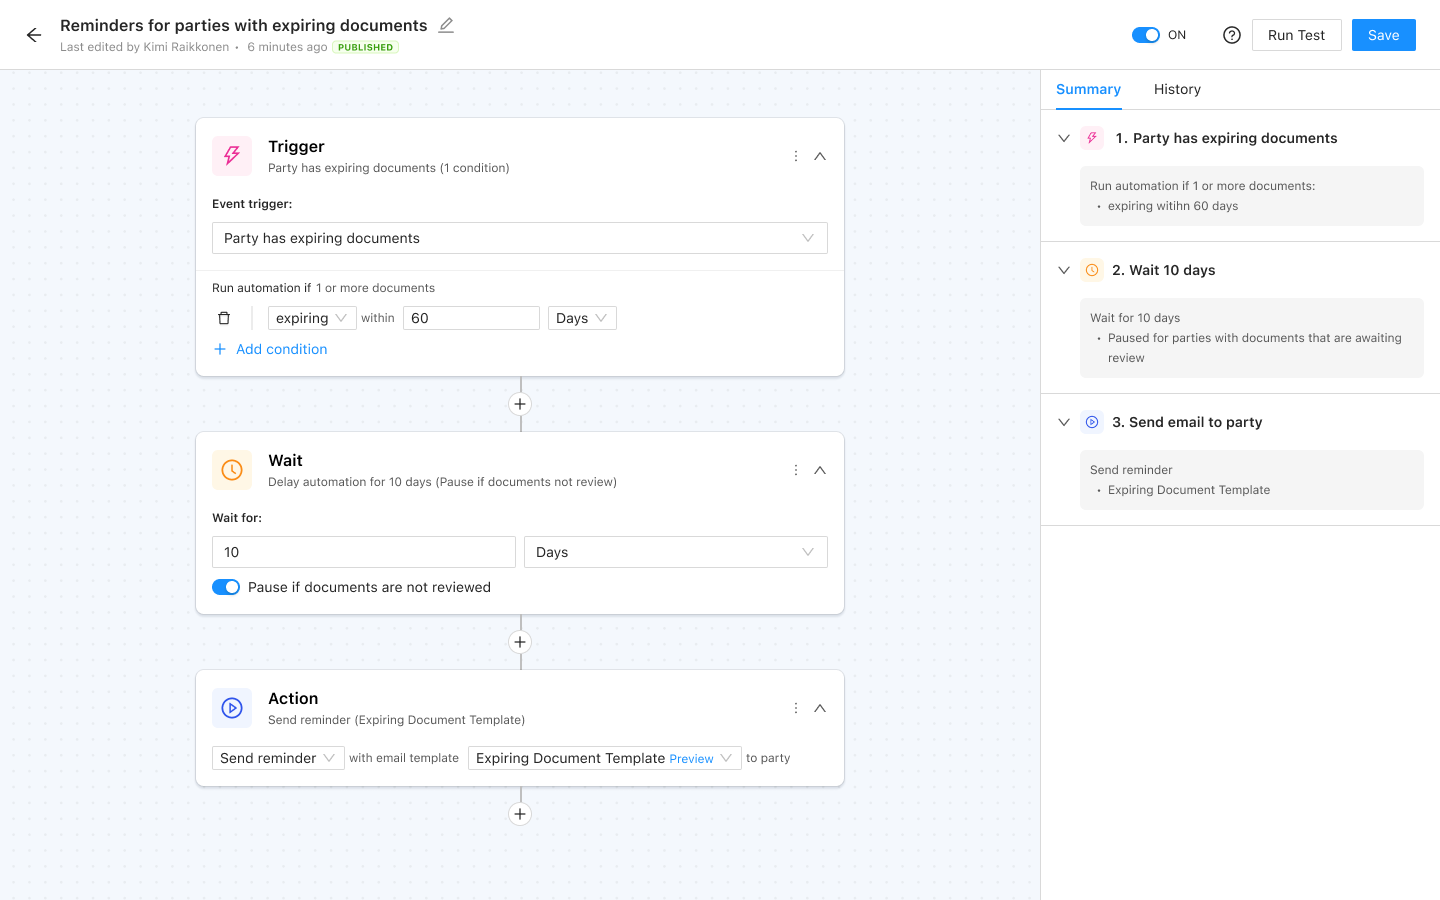 Reminders for parties with expiring documents
Last edited by Kimi Raikkonen • 6 minutes ago PUBLISHED
ON
Run Test
Save
Trigger
Party has expiring documents (1 condition)
Event trigger:
Party has expiring documents
Run automation if 1 or more documents
expiring within 60 Days
Add condition
Wait
Delay automation for 10 days (Pause if documents not review)
Wait for:
10 Days
Pause if documents are not reviewed
Action
Send reminder (Expiring Document Template)
Send reminder with email template Expiring Document Template Preview to party
Summary History
1. Party has expiring documents
Run automation if 1 or more documents:
• expiring witihn 60 days
2. Wait 10 days
Wait for 10 days
• Paused for parties with documents that are awaiting
review
3. Send email to party
Send reminder
• Expiring Document Template